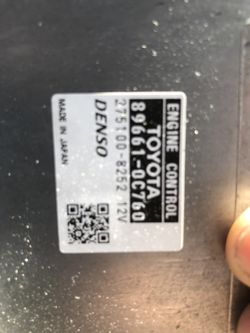 ENGINE CONTROL
TOYOTA
89661-0C760
275100-8252 12V
DENSO
MADE IN JAPAN